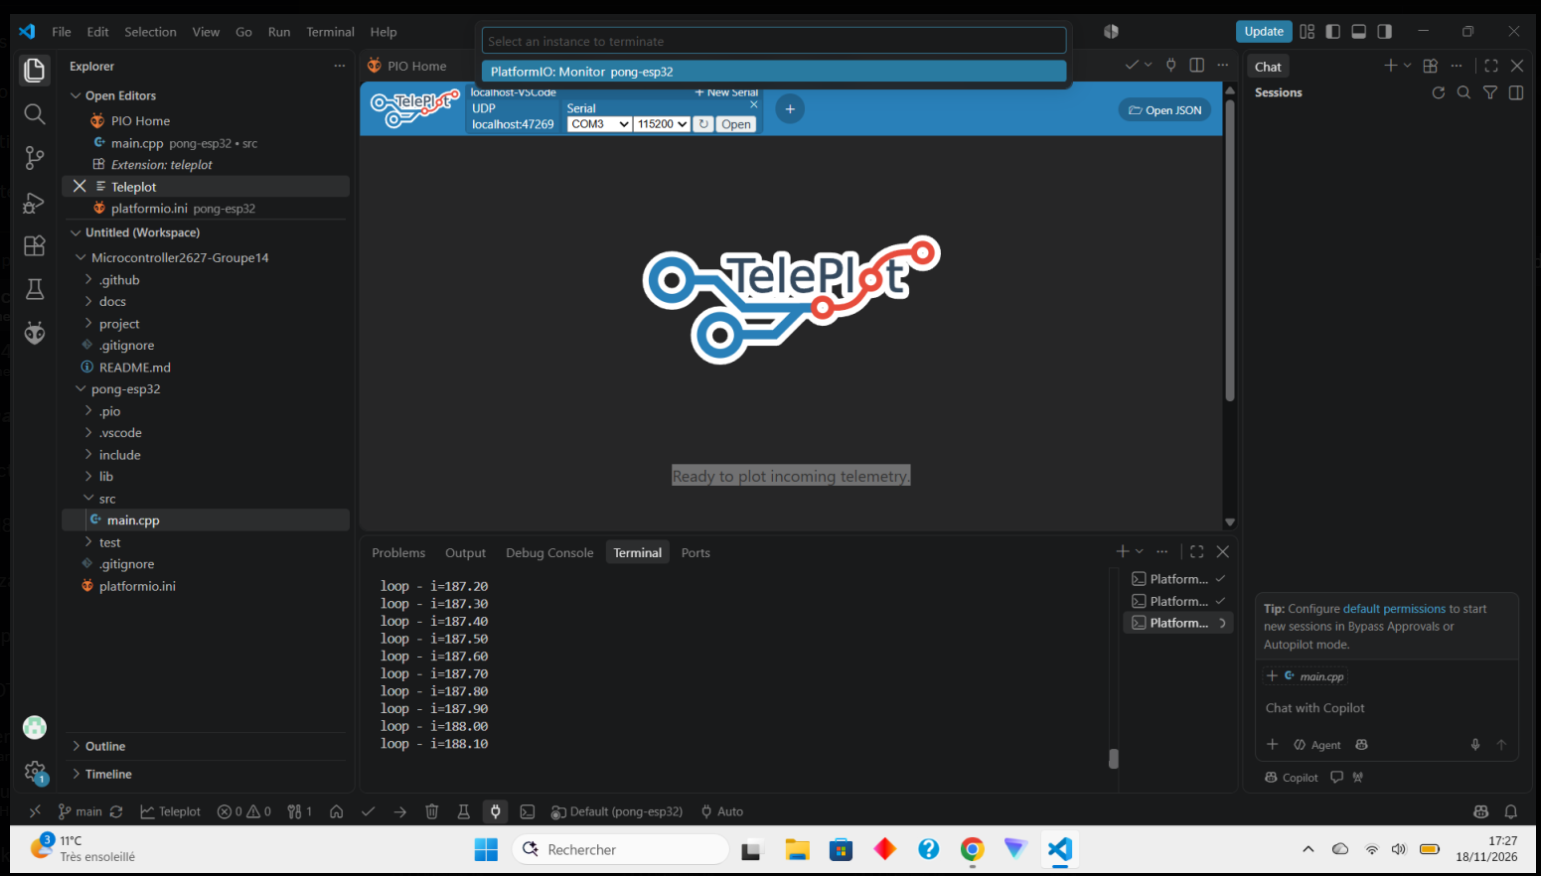 File Edit Selection View Go Run Terminal Help
Select an instance to terminate
Update
PlatformIO: Monitor pong-esp32
Explorer
PIO Home
Chat
Open Editors
PIO Home
main.cpp pong-esp32 • src
Extension: teleplot
Teleplot
platformio.ini pong-esp32
TelePlot
localhost-VSCode
UDP
localhost:47269
+ New Serial
Serial
COM3 115200 Open
Open JSON
Sessions
Untitled (Workspace)
Microcontroller2627-Groupe14
.github
docs
project
.gitignore
README.md
pong-esp32
.pio
.vscode
include
lib
src
main.cpp
test
.gitignore
platformio.ini
Outline
Timeline
TelePlot
Ready to plot incoming telemetry.
Problems Output Debug Console Terminal Ports
loop - i=187.20
loop - i=187.30
loop - i=187.40
loop - i=187.50
loop - i=187.60
loop - i=187.70
loop - i=187.80
loop - i=187.90
loop - i=188.00
loop - i=188.10
Platform...
Platform...
Platform...
Tip: Configure default permissions to start
new sessions in Bypass Approvals or
Autopilot mode.
main.cpp
Chat with Copilot
Agent
Copilot
1
main Teleplot 0 0 1 Default (pong-esp32) Auto
3
11°C
Très ensoleillé
Rechercher
17:27
18/11/2026